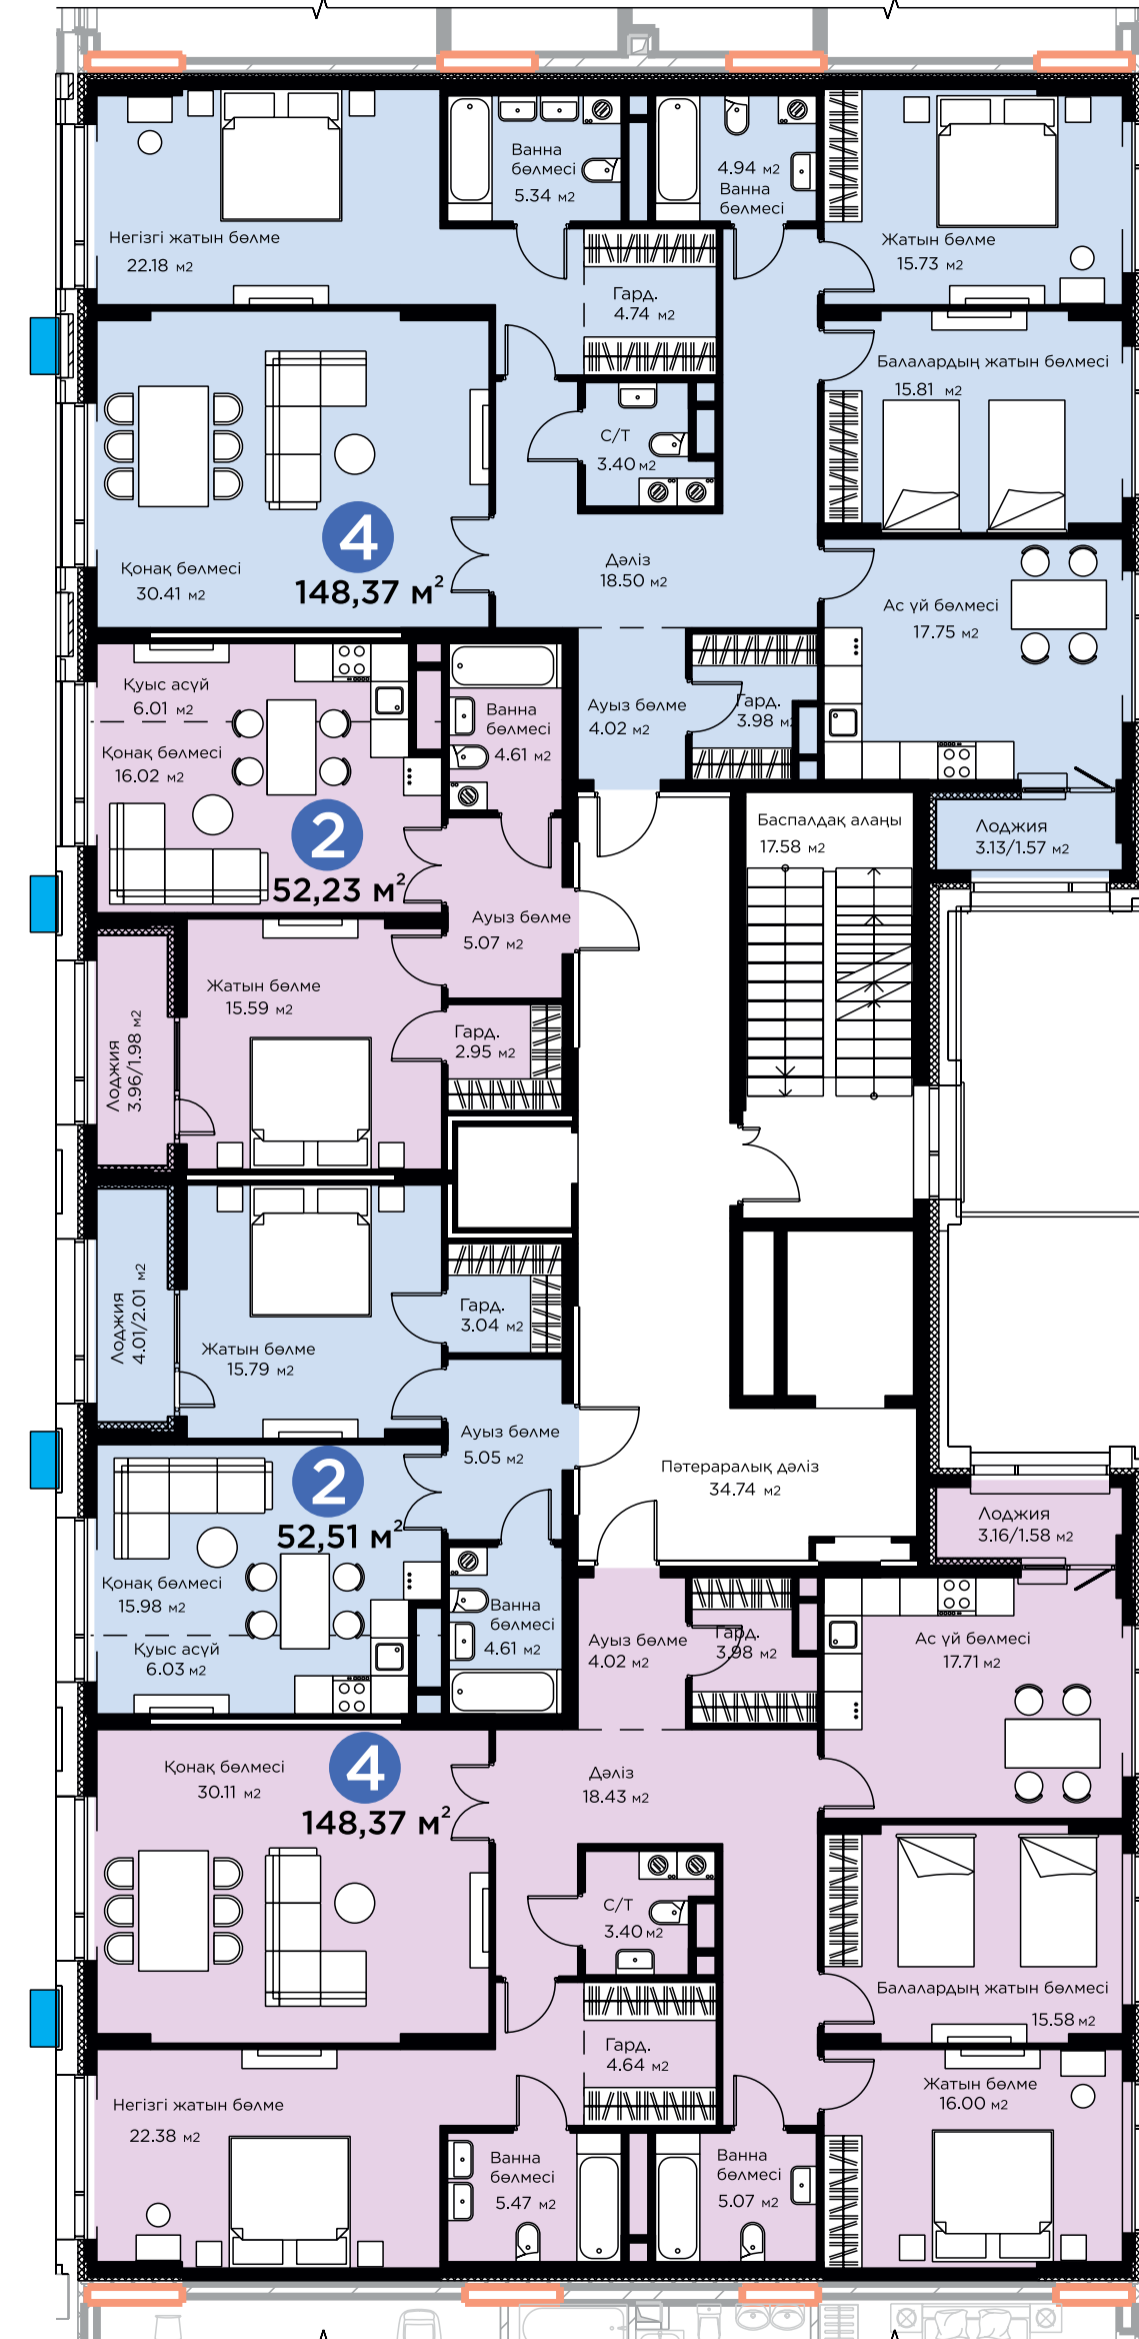 Ванна
бөлмесі
5.34 м2
4.94 м2
Ванна
бөлмесі
Негізгі жатын бөлме
22.18 м2
Жатын бөлме
15.73 м2
Гард.
4.74 м2
Балалардың жатын бөлмесі
15.81 м2
С/Т
3.40 м2
4
148,37 м²
Қонақ бөлмесі
30.41 м2
Дәліз
18.50 м2
Ас үй бөлмесі
17.75 м2
Қуыс асүй
6.01 м2
Қонақ бөлмесі
16.02 м2
Ванна
бөлмесі
4.61 м2
Ауыз бөлме
4.02 м2
Гард.
3.98 м2
2
52,23 м²
Баспалдақ алаңы
17.58 м2
Лоджия
3.13/1.57 м2
Ауыз бөлме
5.07 м2
Жатын бөлме
15.59 м2
Гард.
2.95 м2
Лоджия
3.96/1.98 м2
Лоджия
4.01/2.01 м2
Гард.
3.04 м2
Жатын бөлме
15.79 м2
Ауыз бөлме
5.05 м2
2
52,51 м²
Пәтераралық дәліз
34.74 м2
Лоджия
3.16/1.58 м2
Қонақ бөлмесі
15.98 м2
Қуыс асүй
6.03 м2
Ванна
бөлмесі
4.61 м2
Ауыз бөлме
4.02 м2
Гард.
3.98 м2
Ас үй бөлмесі
17.71 м2
Қонақ бөлмесі
30.11 м2
4
148,37 м²
Дәліз
18.43 м2
С/Т
3.40 м2
Балалардың жатын бөлмесі
15.58 м2
Гард.
4.64 м2
Жатын бөлме
16.00 м2
Негізгі жатын бөлме
22.38 м2
Ванна
бөлмесі
5.47 м2
Ванна
бөлмесі
5.07 м2